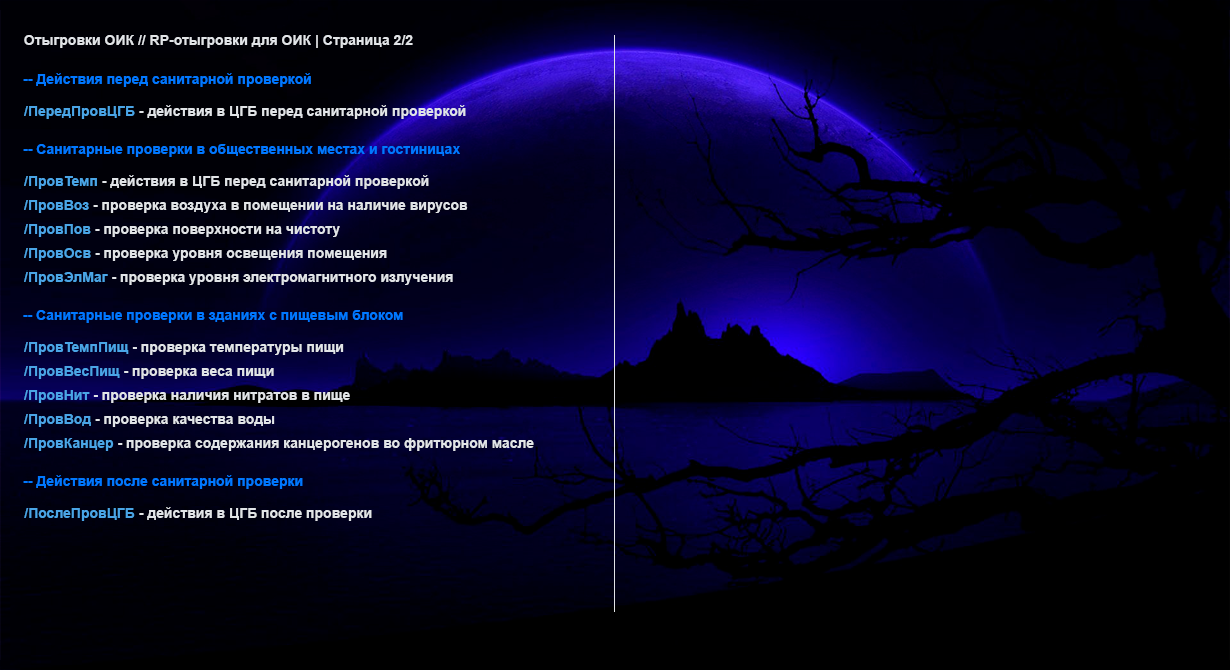 Отыгровки ОИК // RP-отыгровки для ОИК | Страница 2/2
-- Действия перед санитарной проверкой
/ПередПровЦГБ - действия в ЦГБ перед санитарной проверкой
-- Санитарные проверки в общественных местах и гостиницах
/ПровТемп - действия в ЦГБ перед санитарной проверкой
/ПровВоз - проверка воздуха в помещении на наличие вирусов
/ПровПов - проверка поверхности на чистоту
/ПровОсв - проверка уровня освещения помещения
/ПровЭлМаг - проверка уровня электромагнитного излучения
-- Санитарные проверки в зданиях с пищевым блоком
/ПровТемпПищ - проверка температуры пищи
/ПровВесПищ - проверка веса пищи
/ПровНит - проверка наличия нитратов в пище
/ПровВод - проверка качества воды
/ПровКанцер - проверка содержания канцерогенов во фритюрном масле
-- Действия после санитарной проверки
/ПослеПровЦГБ - действия в ЦГБ после проверки